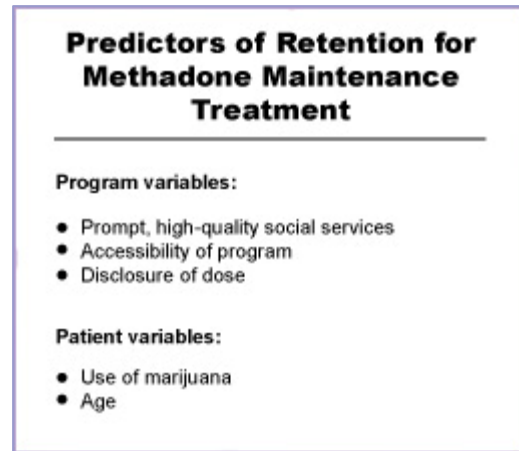 Predictors of Retention for
Methadone Maintenance
Treatment
Program variables:
● Prompt, high-quality social services
● Accessibility of program
● Disclosure of dose
Patient variables:
● Use of marijuana
● Age